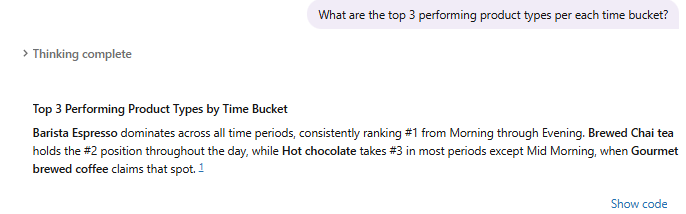 What are the top 3 performing product types per each time bucket?
> Thinking complete
Top 3 Performing Product Types by Time Bucket
Barista Espresso dominates across all time periods, consistently ranking #1 from Morning through Evening. Brewed Chai tea
holds the #2 position throughout the day, while Hot chocolate takes #3 in most periods except Mid Morning, when Gourmet
brewed coffee claims that spot. 1
Show code